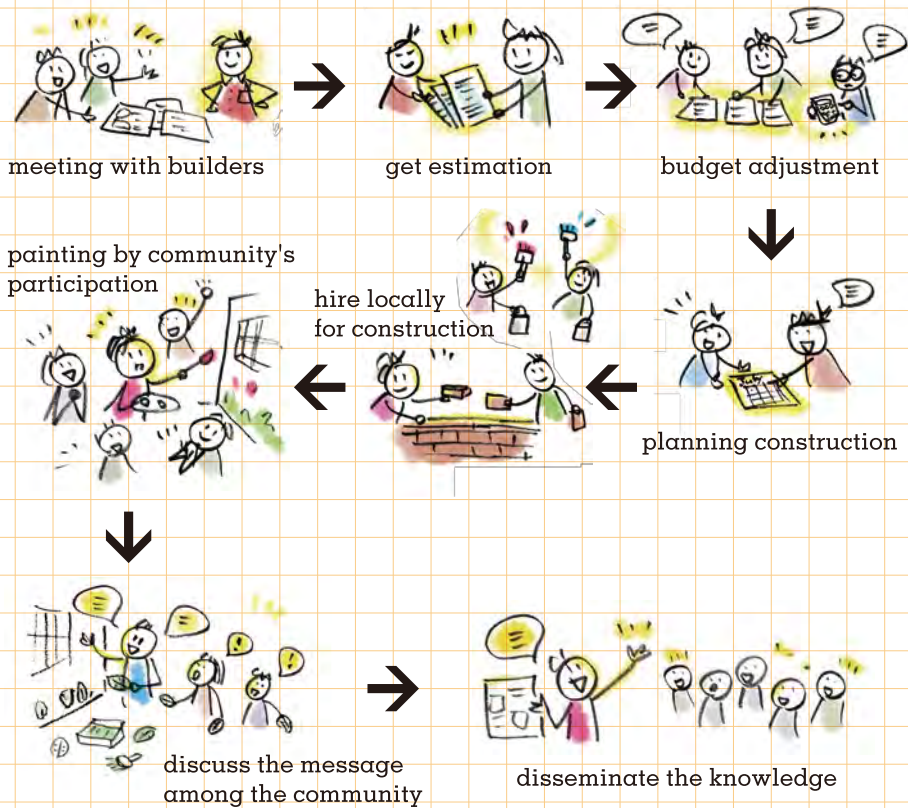 meeting with builders
get estimation
budget adjustment
planning construction
hire locally
for construction
painting by community's
participation
discuss the message
among the community
disseminate the knowledge